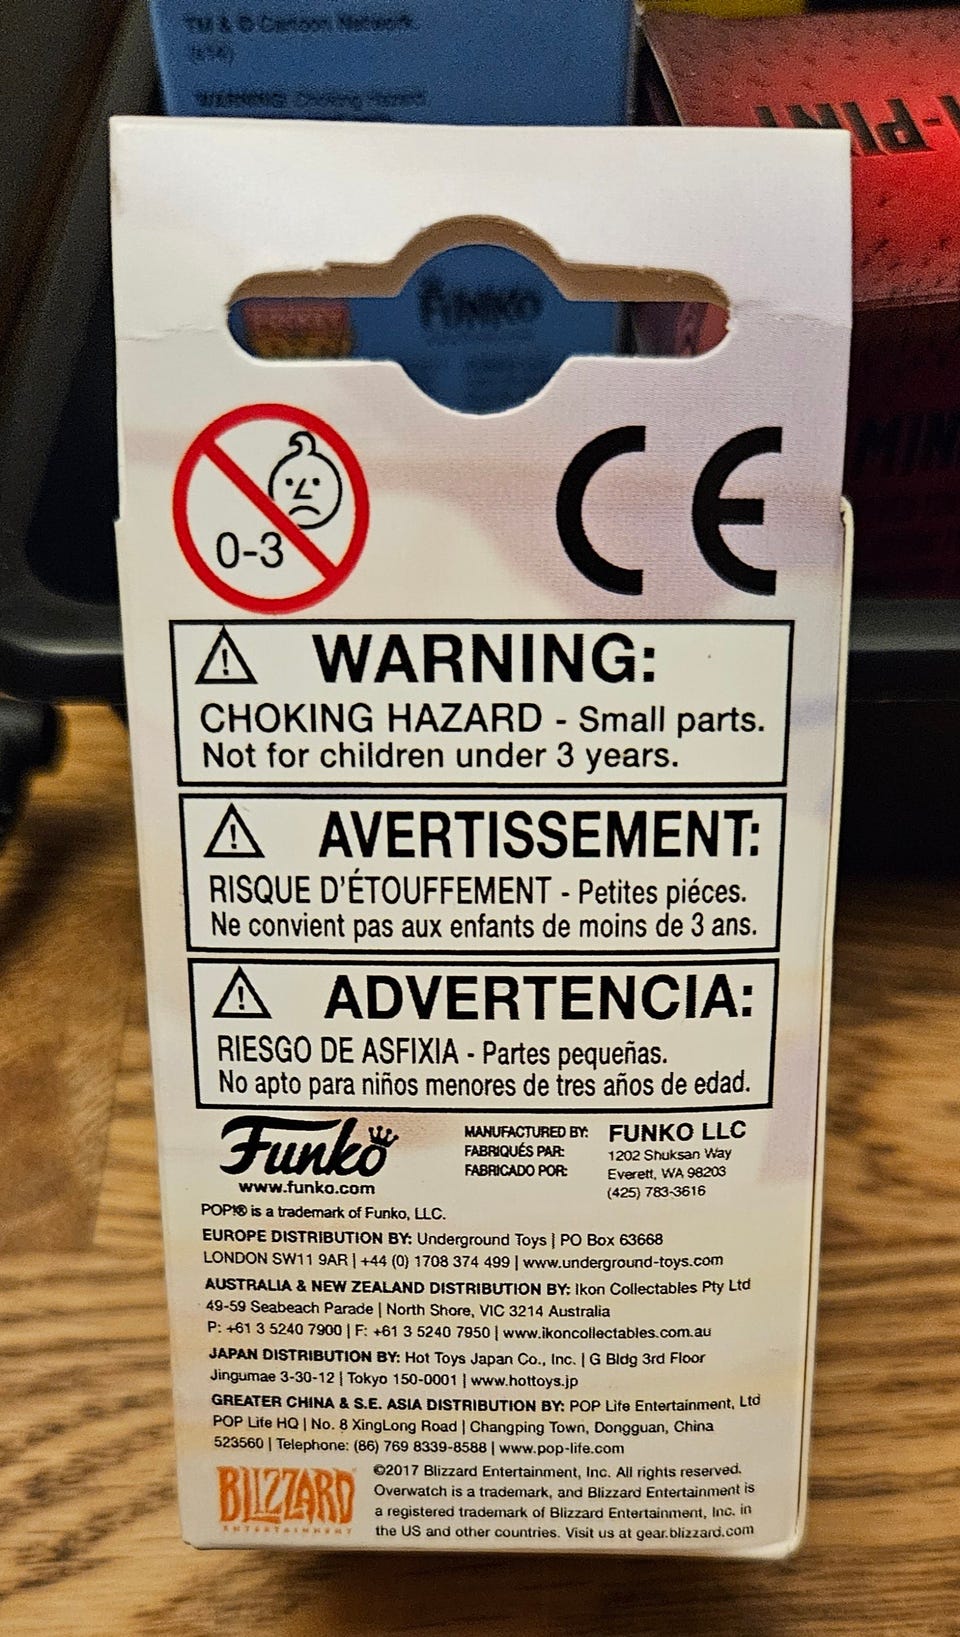 TM & © Cartoon Network.
(s14)
WARNING: Choking Hazard
-PINT
FUNKO
MIN
0-3
CE
WARNING:
CHOKING HAZARD - Small parts.
Not for children under 3 years.
AVERTISSEMENT:
RISQUE D'ÉTOUFFEMENT - Petites piéces.
Ne convient pas aux enfants de moins de 3 ans.
ADVERTENCIA:
RIESGO DE ASFIXIA - Partes pequeñas.
No apto para niños menores de tres años de edad.
Funko
www.funko.com
MANUFACTURED BY: FUNKO LLC
FABRIQUÉS PAR: 1202 Shuksan Way
FABRICADO POR: Everett, WA 98203
(425) 783-3616
POP!® is a trademark of Funko, LLC.
EUROPE DISTRIBUTION BY: Underground Toys | PO Box 63668
LONDON SW11 9AR | +44 (0) 1708 374 499 | www.underground-toys.com
AUSTRALIA & NEW ZEALAND DISTRIBUTION BY: Ikon Collectables Pty Ltd
49-59 Seabeach Parade | North Shore, VIC 3214 Australia
P: +61 3 5240 7900 | F: +61 3 5240 7950 | www.ikoncollectables.com.au
JAPAN DISTRIBUTION BY: Hot Toys Japan Co., Inc. | G Bldg 3rd Floor
Jingumae 3-30-12 | Tokyo 150-0001 | www.hottoys.jp
GREATER CHINA & S.E. ASIA DISTRIBUTION BY: POP Life Entertainment, Ltd
POP Life HQ | No. 8 XingLong Road | Changping Town, Dongguan, China
523560 | Telephone: (86) 769 8339-8588 | www.pop-life.com
BLIZZARD
ENTERTAINMENT
©2017 Blizzard Entertainment, Inc. All rights reserved.
Overwatch is a trademark, and Blizzard Entertainment is
a registered trademark of Blizzard Entertainment, Inc. in
the US and other countries. Visit us at gear.blizzard.com